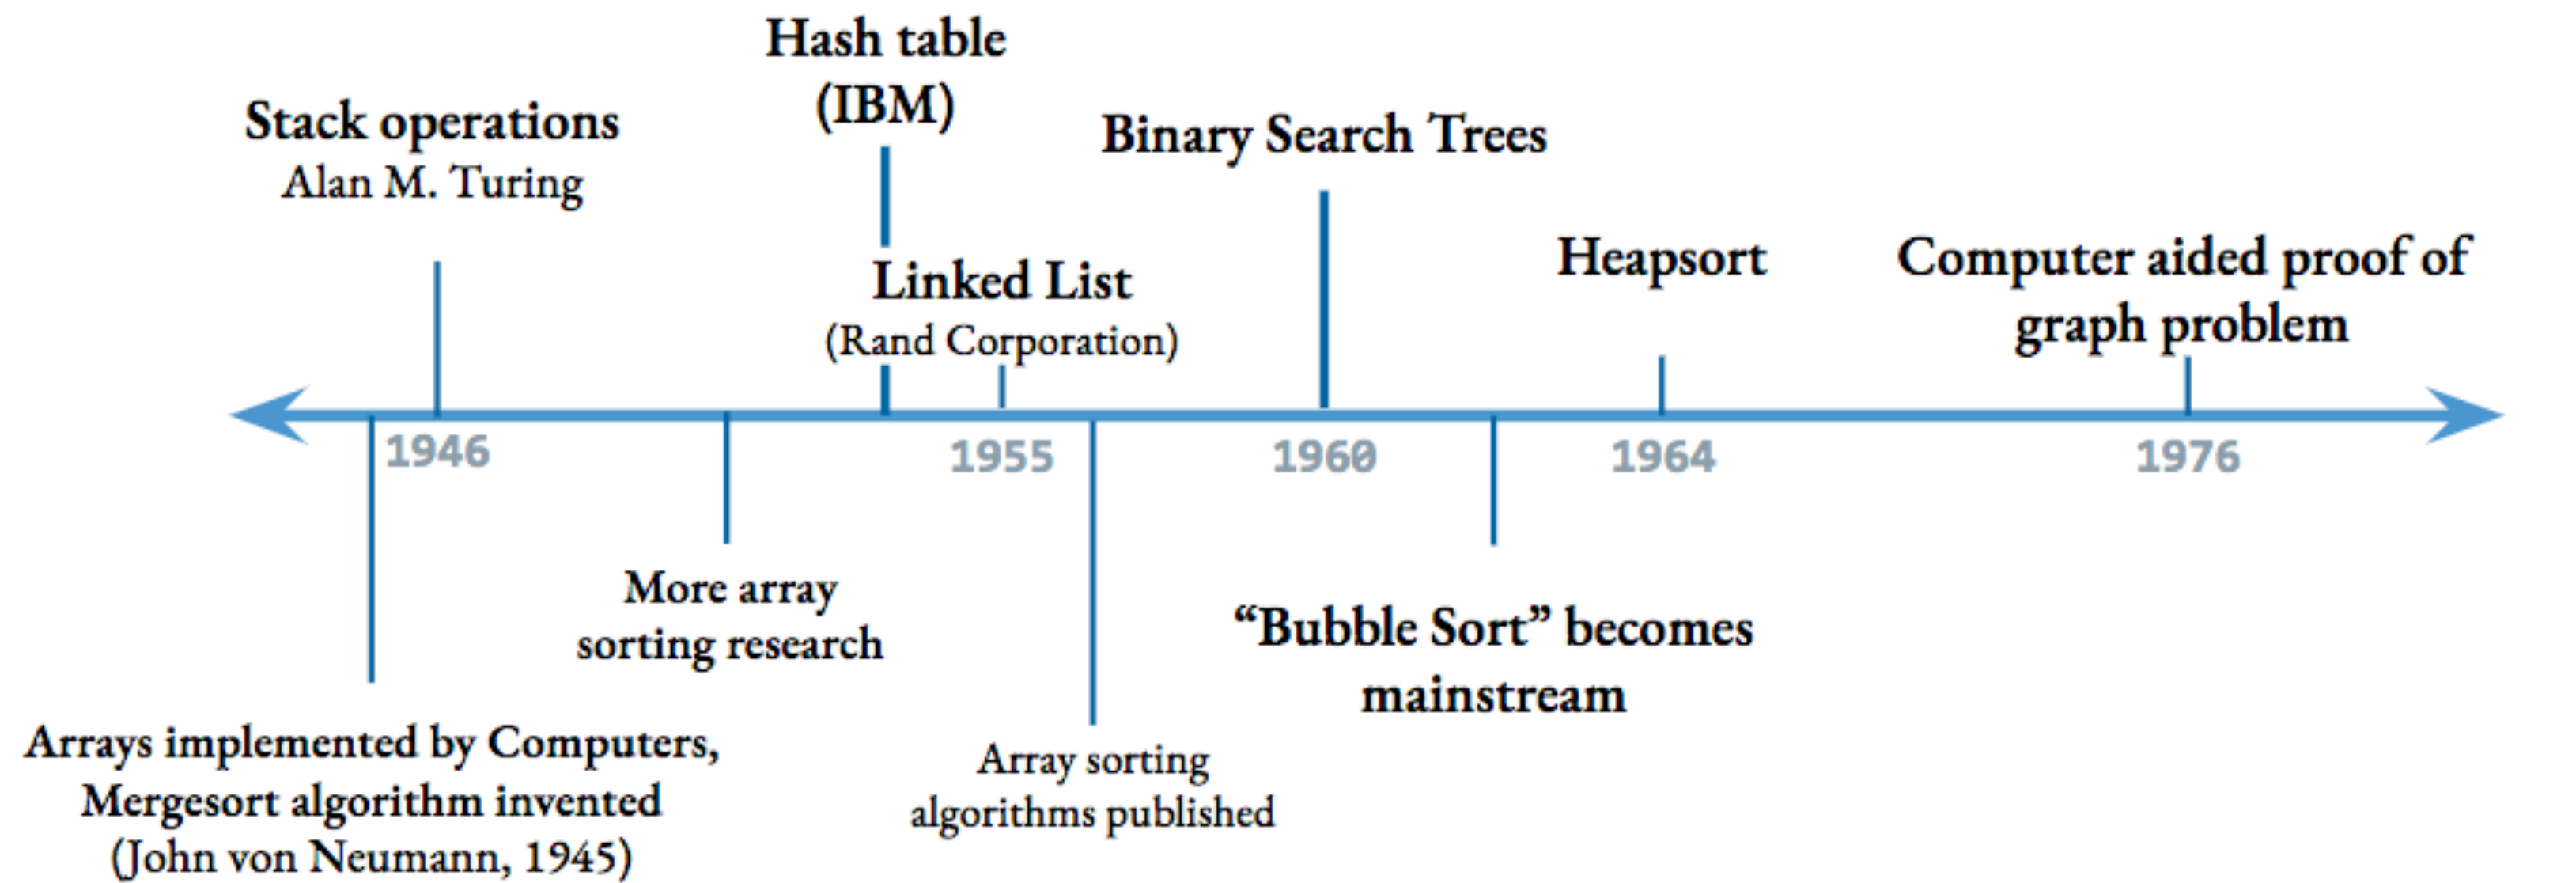 Hash table
(IBM)
Stack operations
Alan M. Turing
Binary Search Trees
Linked List
(Rand Corporation)
Heapsort
Computer aided proof of
graph problem
1946
1955
1960
1964
1976
More array
sorting research
“Bubble Sort” becomes
mainstream
Arrays implemented by Computers,
Mergesort algorithm invented
(John von Neumann, 1945)
Array sorting
algorithms published